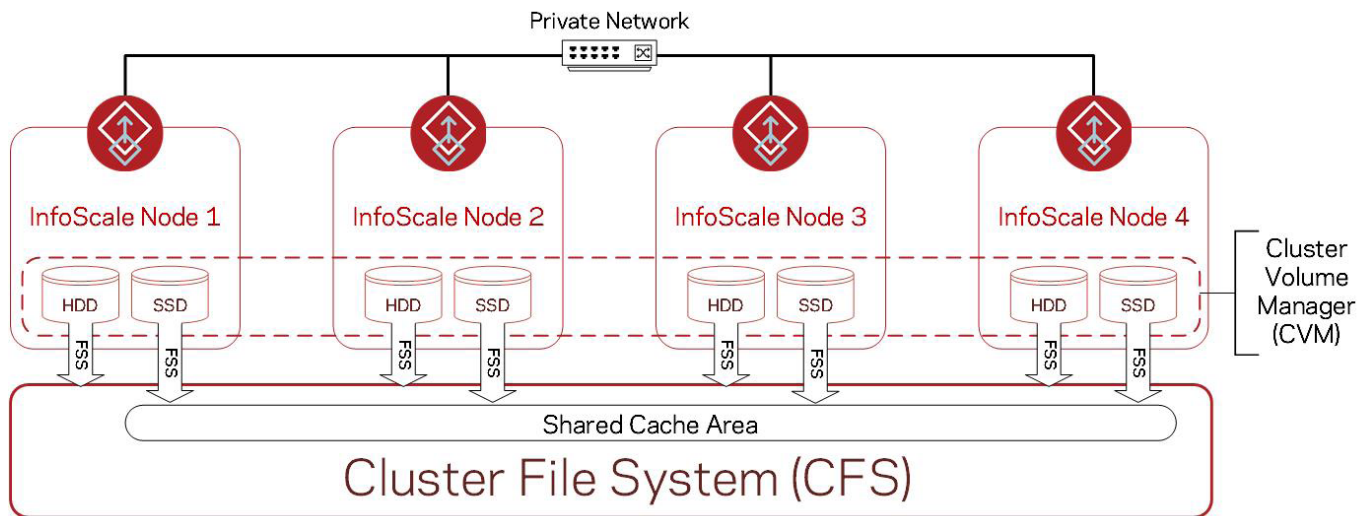 Private Network
InfoScale Node 1
InfoScale Node 2
InfoScale Node 3
InfoScale Node 4
HDD
SSD
HDD
SSD
HDD
SSD
HDD
SSD
Cluster
Volume
Manager
(CVM)
FSS
FSS
FSS
FSS
FSS
FSS
FSS
FSS
Shared Cache Area
Cluster File System (CFS)